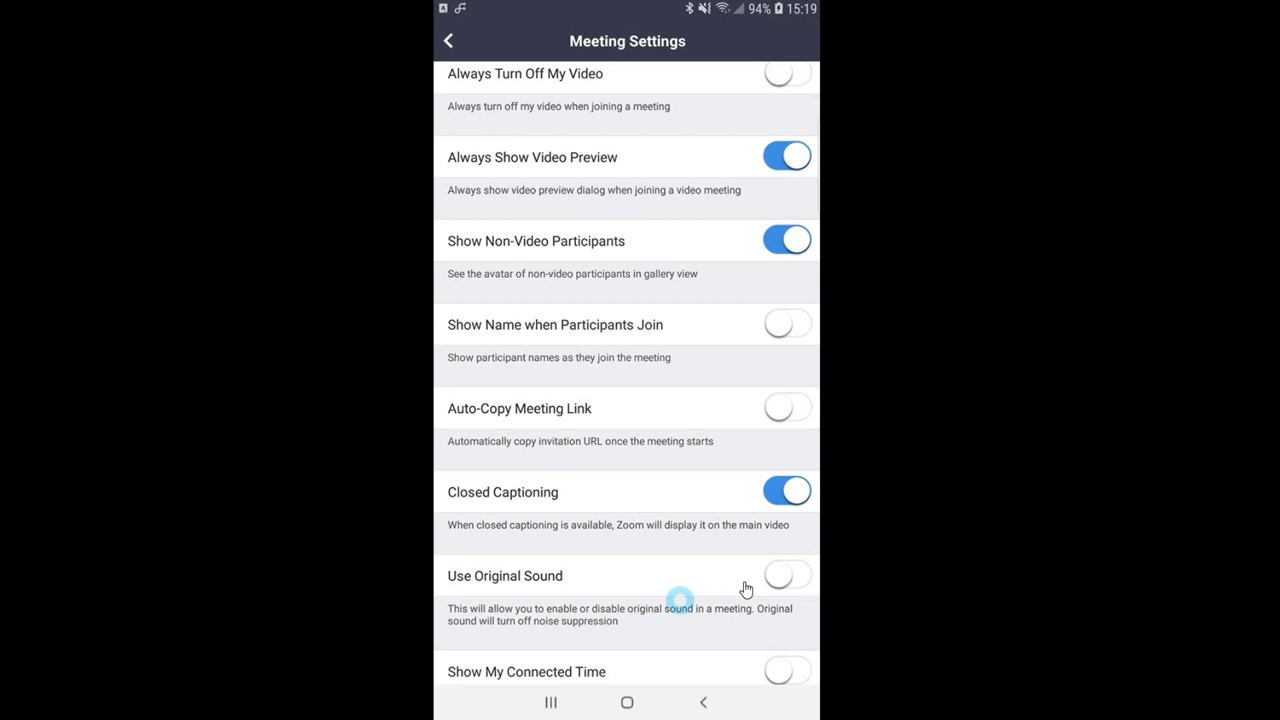 94% 15:19
Meeting Settings
Always Turn Off My Video
Always turn off my video when joining a meeting
Always Show Video Preview
Always show video preview dialog when joining a video meeting
Show Non-Video Participants
See the avatar of non-video participants in gallery view
Show Name when Participants Join
Show participant names as they join the meeting
Auto-Copy Meeting Link
Automatically copy invitation URL once the meeting starts
Closed Captioning
When closed captioning is available, Zoom will display it on the main video
Use Original Sound
This will allow you to enable or disable original sound in a meeting. Original
sound will turn off noise suppression
Show My Connected Time